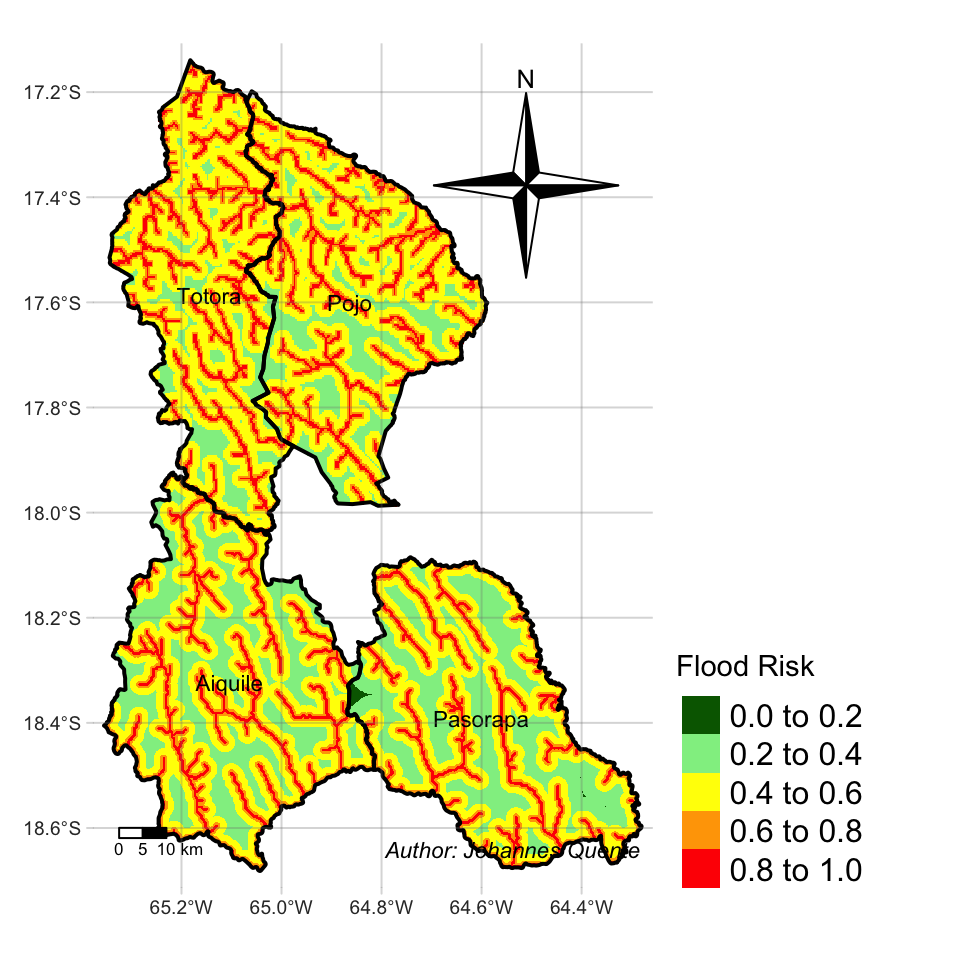 N
17.2°S
17.4°S
17.6°S
17.8°S
18.0°S
18.2°S
18.4°S
18.6°S
Totora
Pojo
Aiquile
Pasorapa
Flood Risk
0.0 to 0.2
0.2 to 0.4
0.4 to 0.6
0.6 to 0.8
0.8 to 1.0
0 5 10 km
Author: Johannes Quente
65.2°W 65.0°W 64.8°W 64.6°W 64.4°W